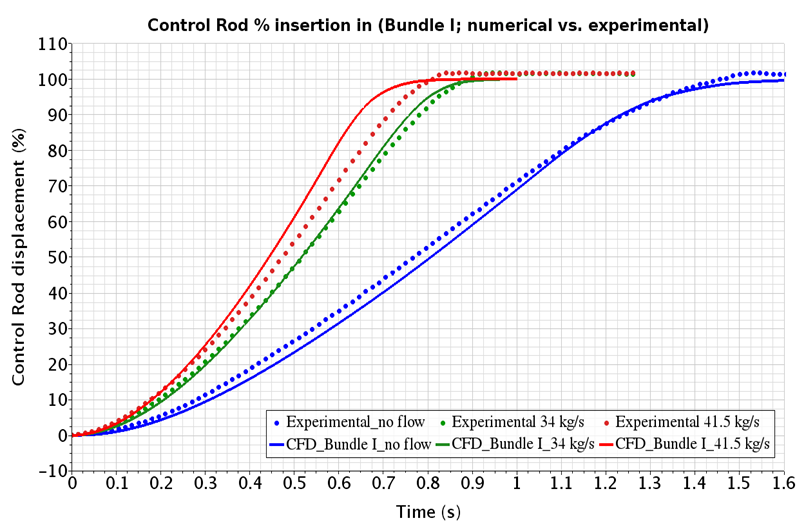 Control Rod % insertion in (Bundle I; numerical vs. experimental)
110
100
90
80
70
60
50
40
30
20
10
0
−10
Control Rod displacement (%)
Experimental_no flow Experimental 34 kg/s Experimental 41.5 kg/s
CFD_Bundle I_no flow CFD_Bundle I_34 kg/s CFD_Bundle I_41.5 kg/s
0 0.1 0.2 0.3 0.4 0.5 0.6 0.7 0.8 0.9 1 1.1 1.2 1.3 1.4 1.5 1.6
Time (s)